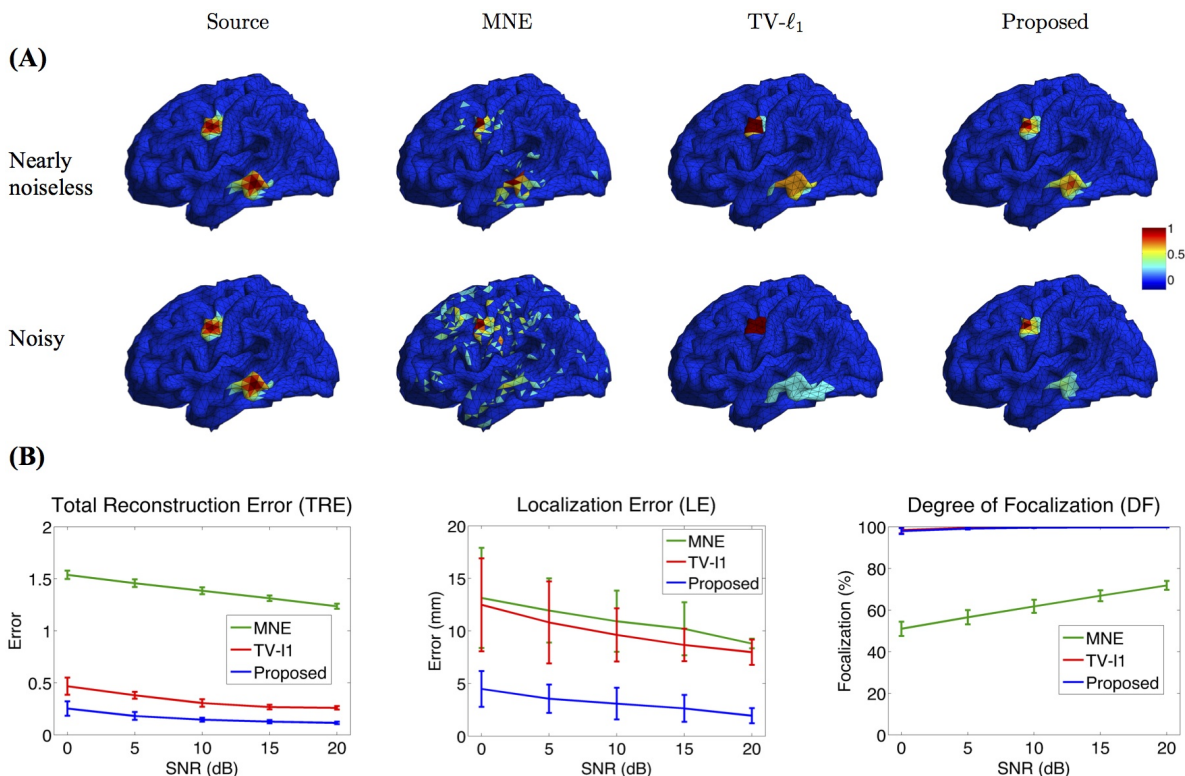 Source MNE TV-ℓ₁ Proposed
(A)
Nearly
noiseless
1
0.5
0
Noisy
(B)
Total Reconstruction Error (TRE)
2
1.5
1
0.5
0
Error
MNE
TV-l1
Proposed
0 5 10 15 20
SNR (dB)
Localization Error (LE)
20
15
10
5
0
Error (mm)
MNE
TV-l1
Proposed
0 5 10 15 20
SNR (dB)
Degree of Focalization (DF)
100
80
60
40
20
0
Focalization (%)
MNE
TV-l1
Proposed
0 5 10 15 20
SNR (dB)